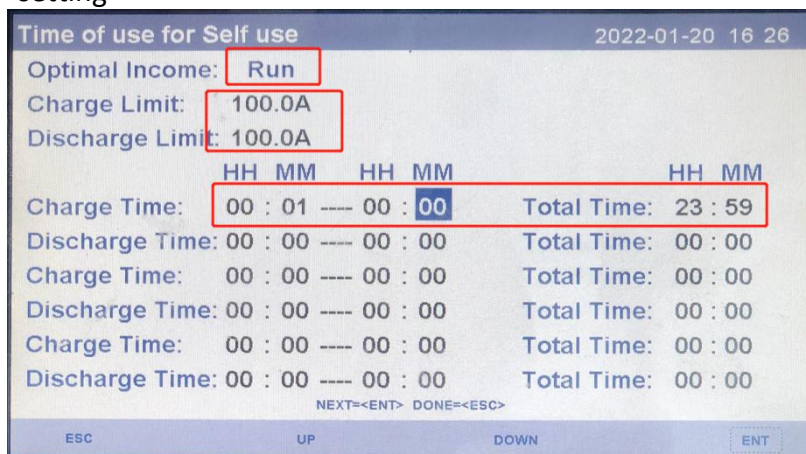 setting
Time of use for Self use 2022-01-20 16 26
Optimal Income: Run
Charge Limit: 100.0A
Discharge Limit: 100.0A
HH MM HH MM HH MM
Charge Time: 00 : 01 ---- 00 : 00 Total Time: 23 : 59
Discharge Time: 00 : 00 ---- 00 : 00 Total Time: 00 : 00
Charge Time: 00 : 00 ---- 00 : 00 Total Time: 00 : 00
Discharge Time: 00 : 00 ---- 00 : 00 Total Time: 00 : 00
Charge Time: 00 : 00 ---- 00 : 00 Total Time: 00 : 00
Discharge Time: 00 : 00 ---- 00 : 00 Total Time: 00 : 00
NEXT=<ENT> DONE=<ESC>
ESC UP DOWN ENT